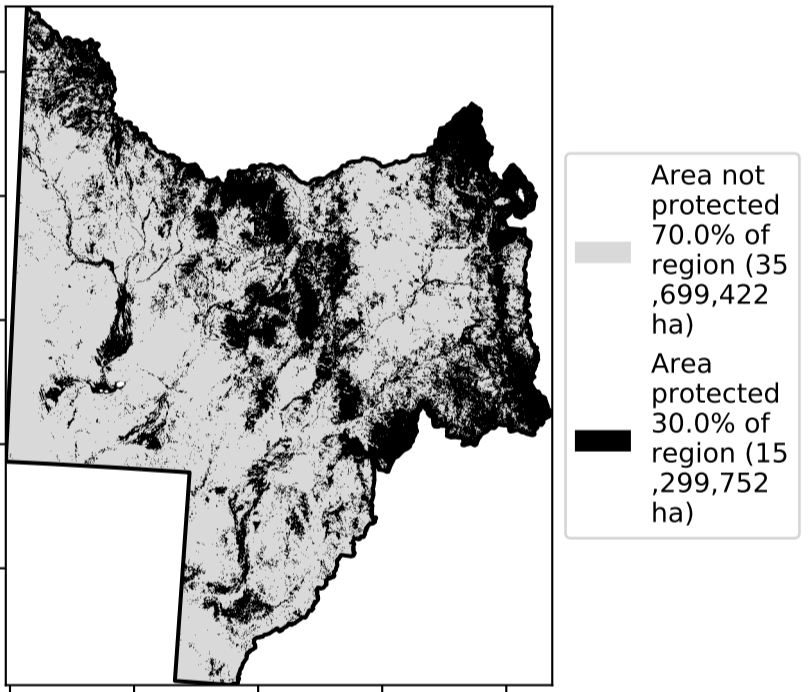 Area not
protected
70.0% of
region (35
,699,422
ha)
Area
protected
30.0% of
region (15
,299,752
ha)